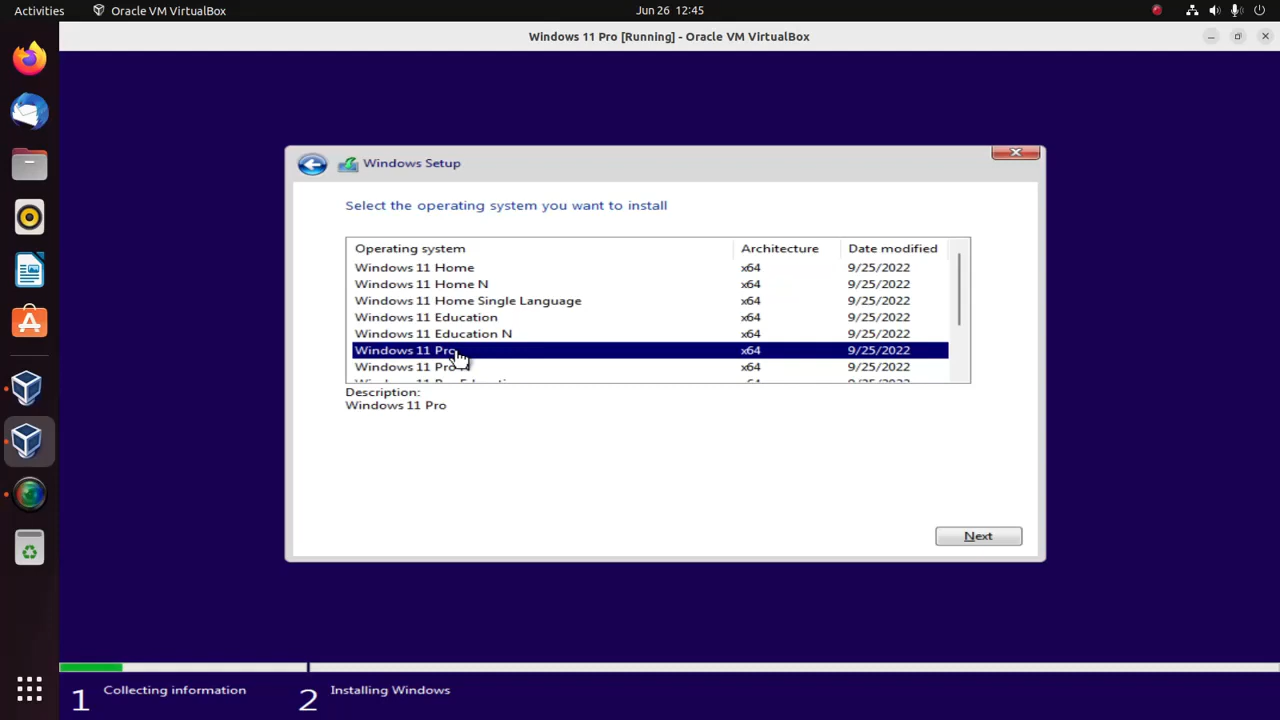 Activities Oracle VM VirtualBox Jun 26 12:45
Windows 11 Pro [Running] - Oracle VM VirtualBox
Windows Setup
Select the operating system you want to install
Operating system Architecture Date modified
Windows 11 Home x64 9/25/2022
Windows 11 Home N x64 9/25/2022
Windows 11 Home Single Language x64 9/25/2022
Windows 11 Education x64 9/25/2022
Windows 11 Education N x64 9/25/2022
Windows 11 Pro x64 9/25/2022
Windows 11 Pro N x64 9/25/2022
Description:
Windows 11 Pro
Next
1 Collecting information 2 Installing Windows